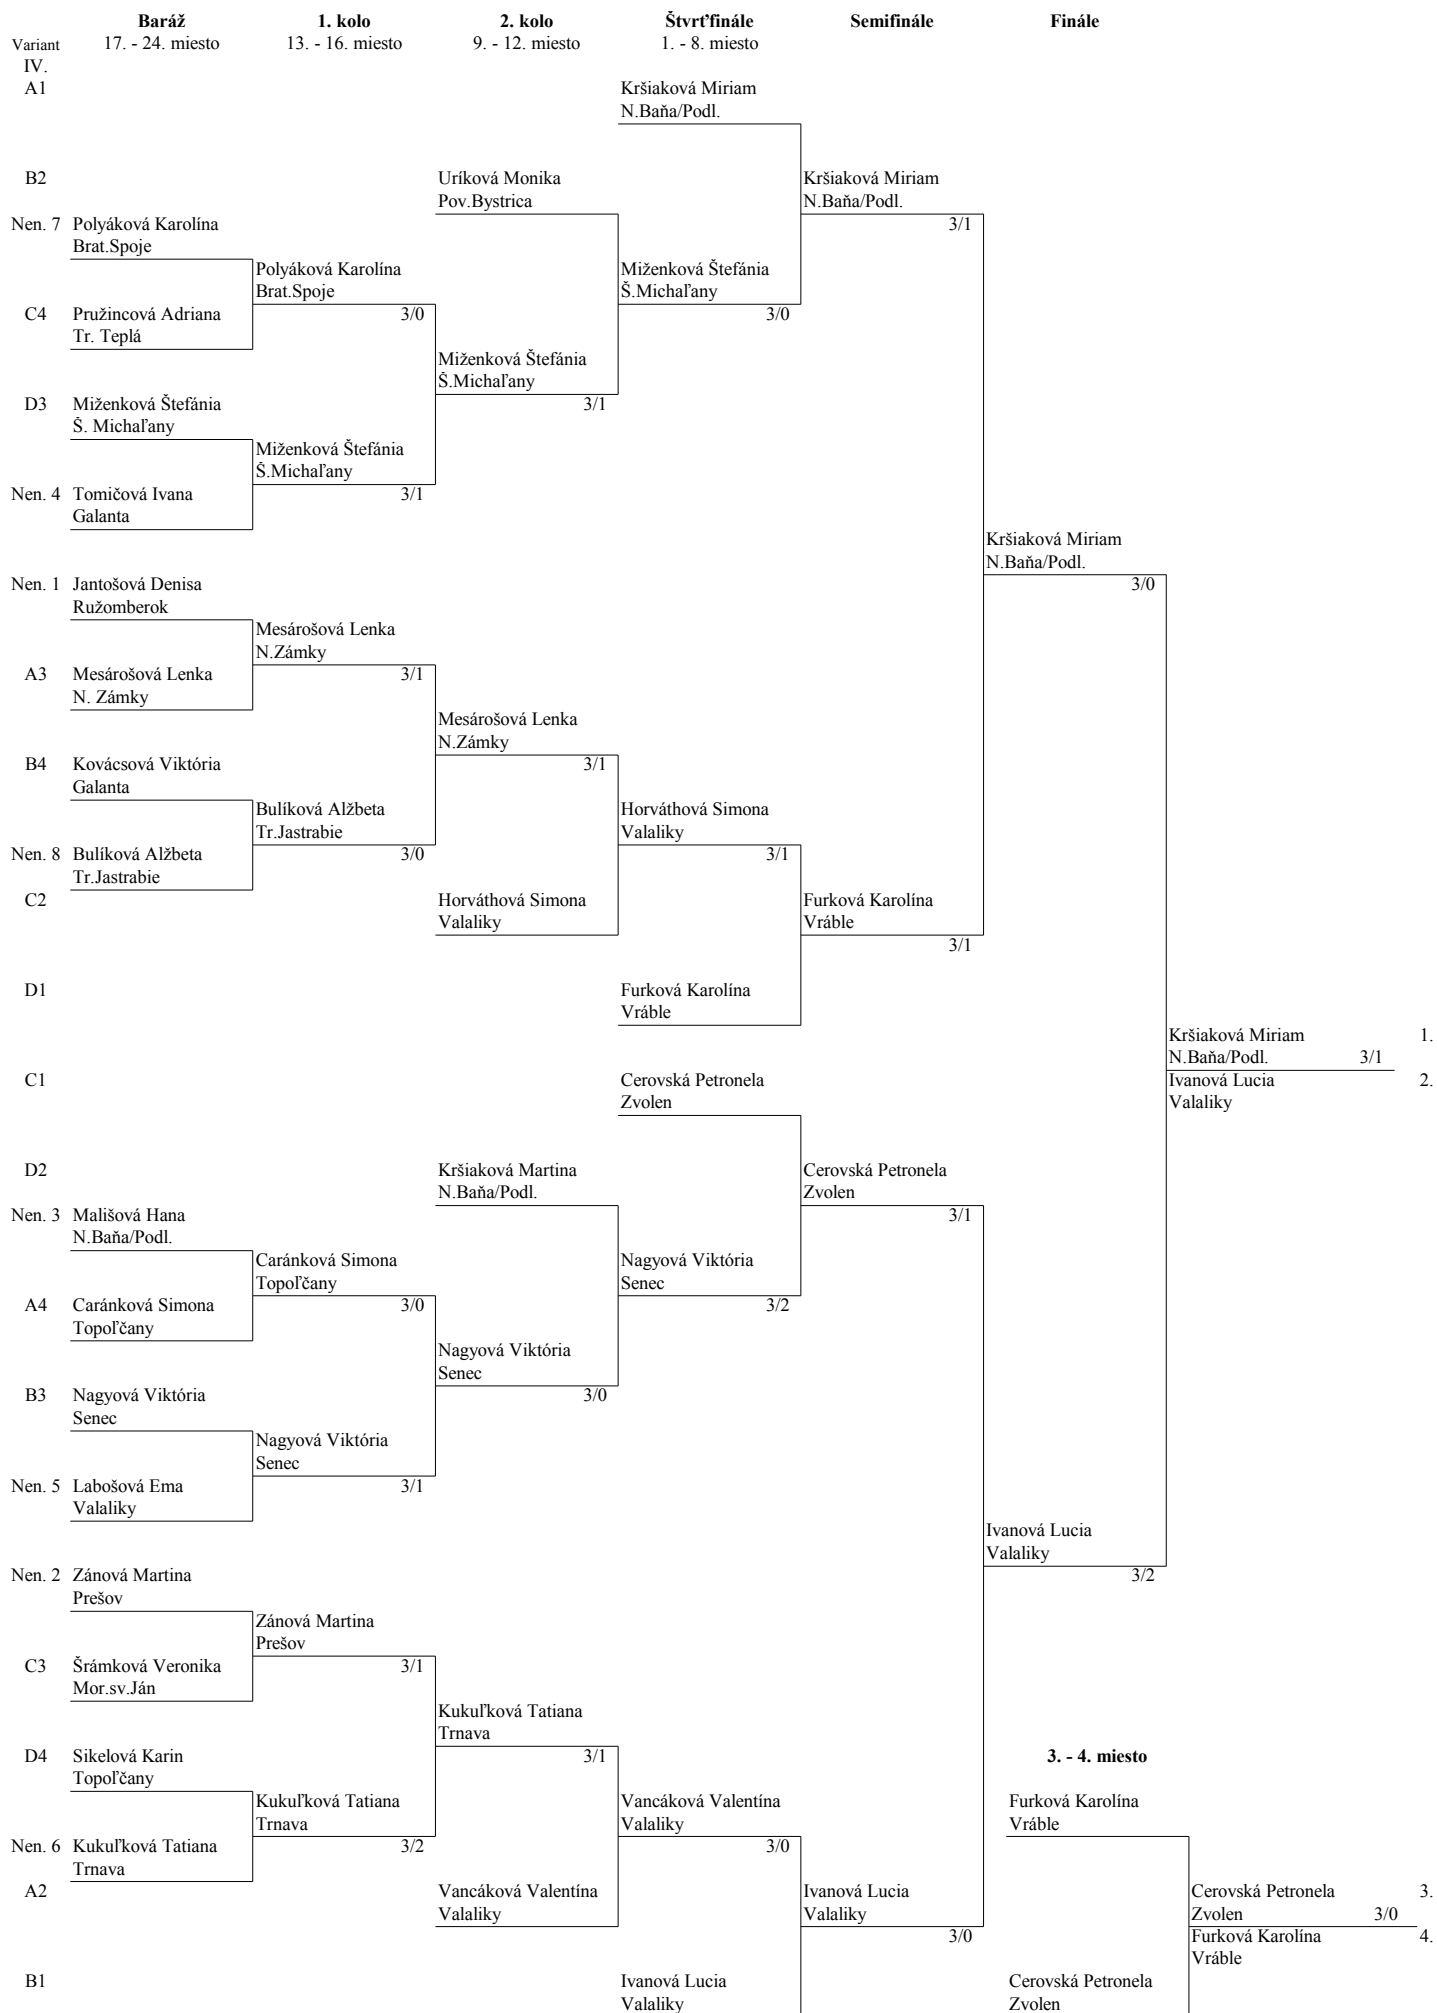 Baráž 1. kolo 2. kolo Štvrťfinále Semifinále Finále
Variant 17. - 24. miesto 13. - 16. miesto 9. - 12. miesto 1. - 8. miesto
IV.
A1 Kršiaková Miriam
N.Baňa/Podl.
B2 Uríková Monika Kršiaková Miriam
Pov.Bystrica N.Baňa/Podl.
Nen. 7 Polyáková Karolína 3/1
Brat.Spoje
Polyáková Karolína Miženková Štefánia
Brat.Spoje Š.Michaľany
C4 Pružincová Adriana 3/0 3/0
Tr. Teplá
Miženková Štefánia
Š.Michaľany
D3 Miženková Štefánia 3/1
Š. Michaľany
Miženková Štefánia
Š.Michaľany
Nen. 4 Tomičová Ivana 3/1
Galanta
Kršiaková Miriam
N.Baňa/Podl.
Nen. 1 Jantošová Denisa 3/0
Ružomberok
Mesárošová Lenka
N.Zámky
A3 Mesárošová Lenka 3/1
N. Zámky
Mesárošová Lenka
N.Zámky
B4 Kovácsová Viktória 3/1
Galanta
Bulíková Alžbeta Horváthová Simona
Tr.Jastrabie Valaliky
Nen. 8 Bulíková Alžbeta 3/0 3/1
Tr.Jastrabie
C2 Horváthová Simona Furková Karolína
Valaliky Vráble
3/1
D1 Furková Karolína
Vráble
Kršiaková Miriam 1.
N.Baňa/Podl. 3/1
C1 Cerovská Petronela Ivanová Lucia 2.
Zvolen Valaliky
D2 Kršiaková Martina Cerovská Petronela
N.Baňa/Podl. Zvolen
Nen. 3 Mališová Hana 3/1
N.Baňa/Podl.
Caránková Simona Nagyová Viktória
Topoľčany Senec
A4 Caránková Simona 3/0 3/2
Topoľčany
Nagyová Viktória
Senec
B3 Nagyová Viktória 3/0
Senec
Nagyová Viktória
Senec
Nen. 5 Labošová Ema 3/1
Valaliky
Ivanová Lucia
Valaliky
Nen. 2 Zánová Martina 3/2
Prešov
Zánová Martina
Prešov
C3 Šrámková Veronika 3/1
Mor.sv.Ján
Kukuľková Tatiana
Trnava
D4 Sikelová Karin 3/1 3. - 4. miesto
Topoľčany
Kukuľková Tatiana Vancáková Valentína Furková Karolína
Trnava Valaliky Vráble
Nen. 6 Kukuľková Tatiana 3/2 3/0
Trnava
A2 Vancáková Valentína Ivanová Lucia Cerovská Petronela 3.
Valaliky Valaliky Zvolen 3/0
3/0 Furková Karolína 4.
Vráble
B1 Ivanová Lucia Cerovská Petronela
Valaliky Zvolen